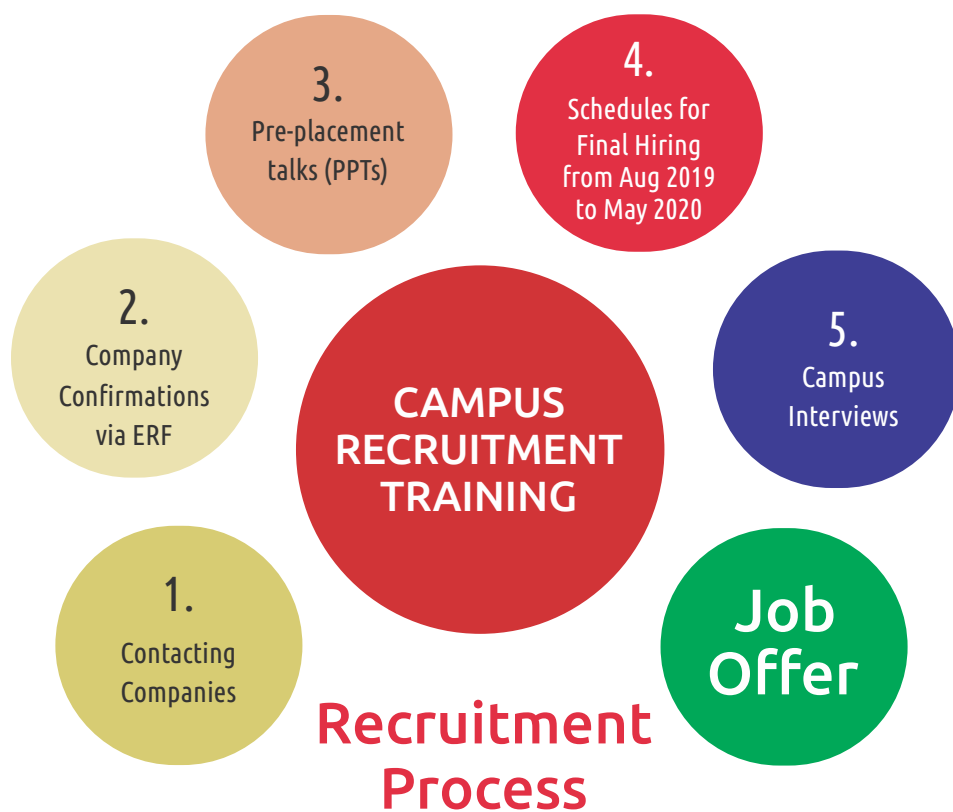 3.
Pre-placement
talks (PPTs)
4.
Schedules for
Final Hiring
from Aug 2019
to May 2020
2.
Company
Confirmations
via ERF
5.
Campus
Interviews
CAMPUS
RECRUITMENT
TRAINING
1.
Contacting
Companies
Job
Offer
Recruitment
Process